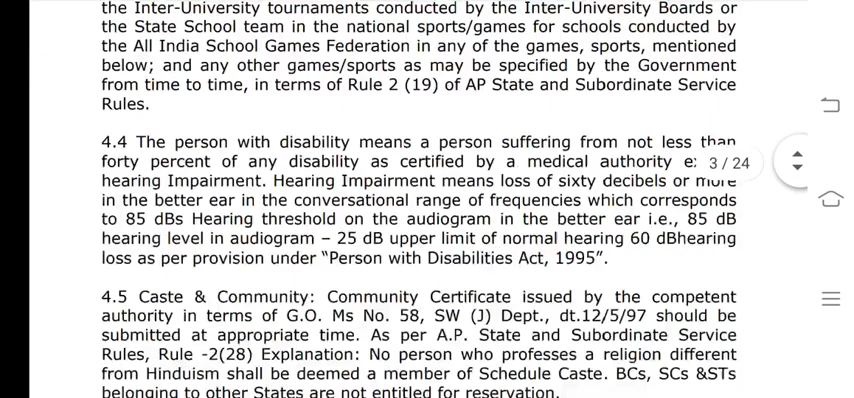 the Inter-University tournaments conducted by the Inter-University Boards or
the State School team in the national sports/games for schools conducted by
the All India School Games Federation in any of the games, sports, mentioned
below; and any other games/sports as may be specified by the Government
from time to time, in terms of Rule 2 (19) of AP State and Subordinate Service
Rules.
4.4 The person with disability means a person suffering from not less than
forty percent of any disability as certified by a medical authority 3 / 24
hearing Impairment. Hearing Impairment means loss of sixty decibels or more
in the better ear in the conversational range of frequencies which corresponds
to 85 dBs Hearing threshold on the audiogram in the better ear i.e., 85 dB
hearing level in audiogram – 25 dB upper limit of normal hearing 60 dBhearing
loss as per provision under “Person with Disabilities Act, 1995”.
4.5 Caste & Community: Community Certificate issued by the competent
authority in terms of G.O. Ms No. 58, SW (J) Dept., dt.12/5/97 should be
submitted at appropriate time. As per A.P. State and Subordinate Service
Rules, Rule -2(28) Explanation: No person who professes a religion different
from Hinduism shall be deemed a member of Schedule Caste. BCs, SCs &STs
belonging to other States are not entitled for reservation.